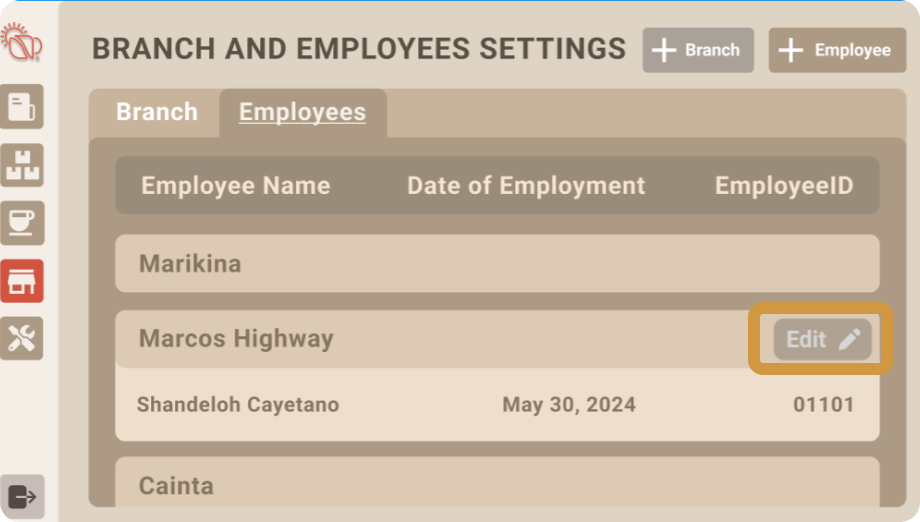 BRANCH AND EMPLOYEES SETTINGS
Branch
Employee
Branch
Employees
Employee Name
Date of Employment
EmployeeID
Marikina
Marcos Highway
Edit
Shandeloh Cayetano
May 30, 2024
01101
Cainta